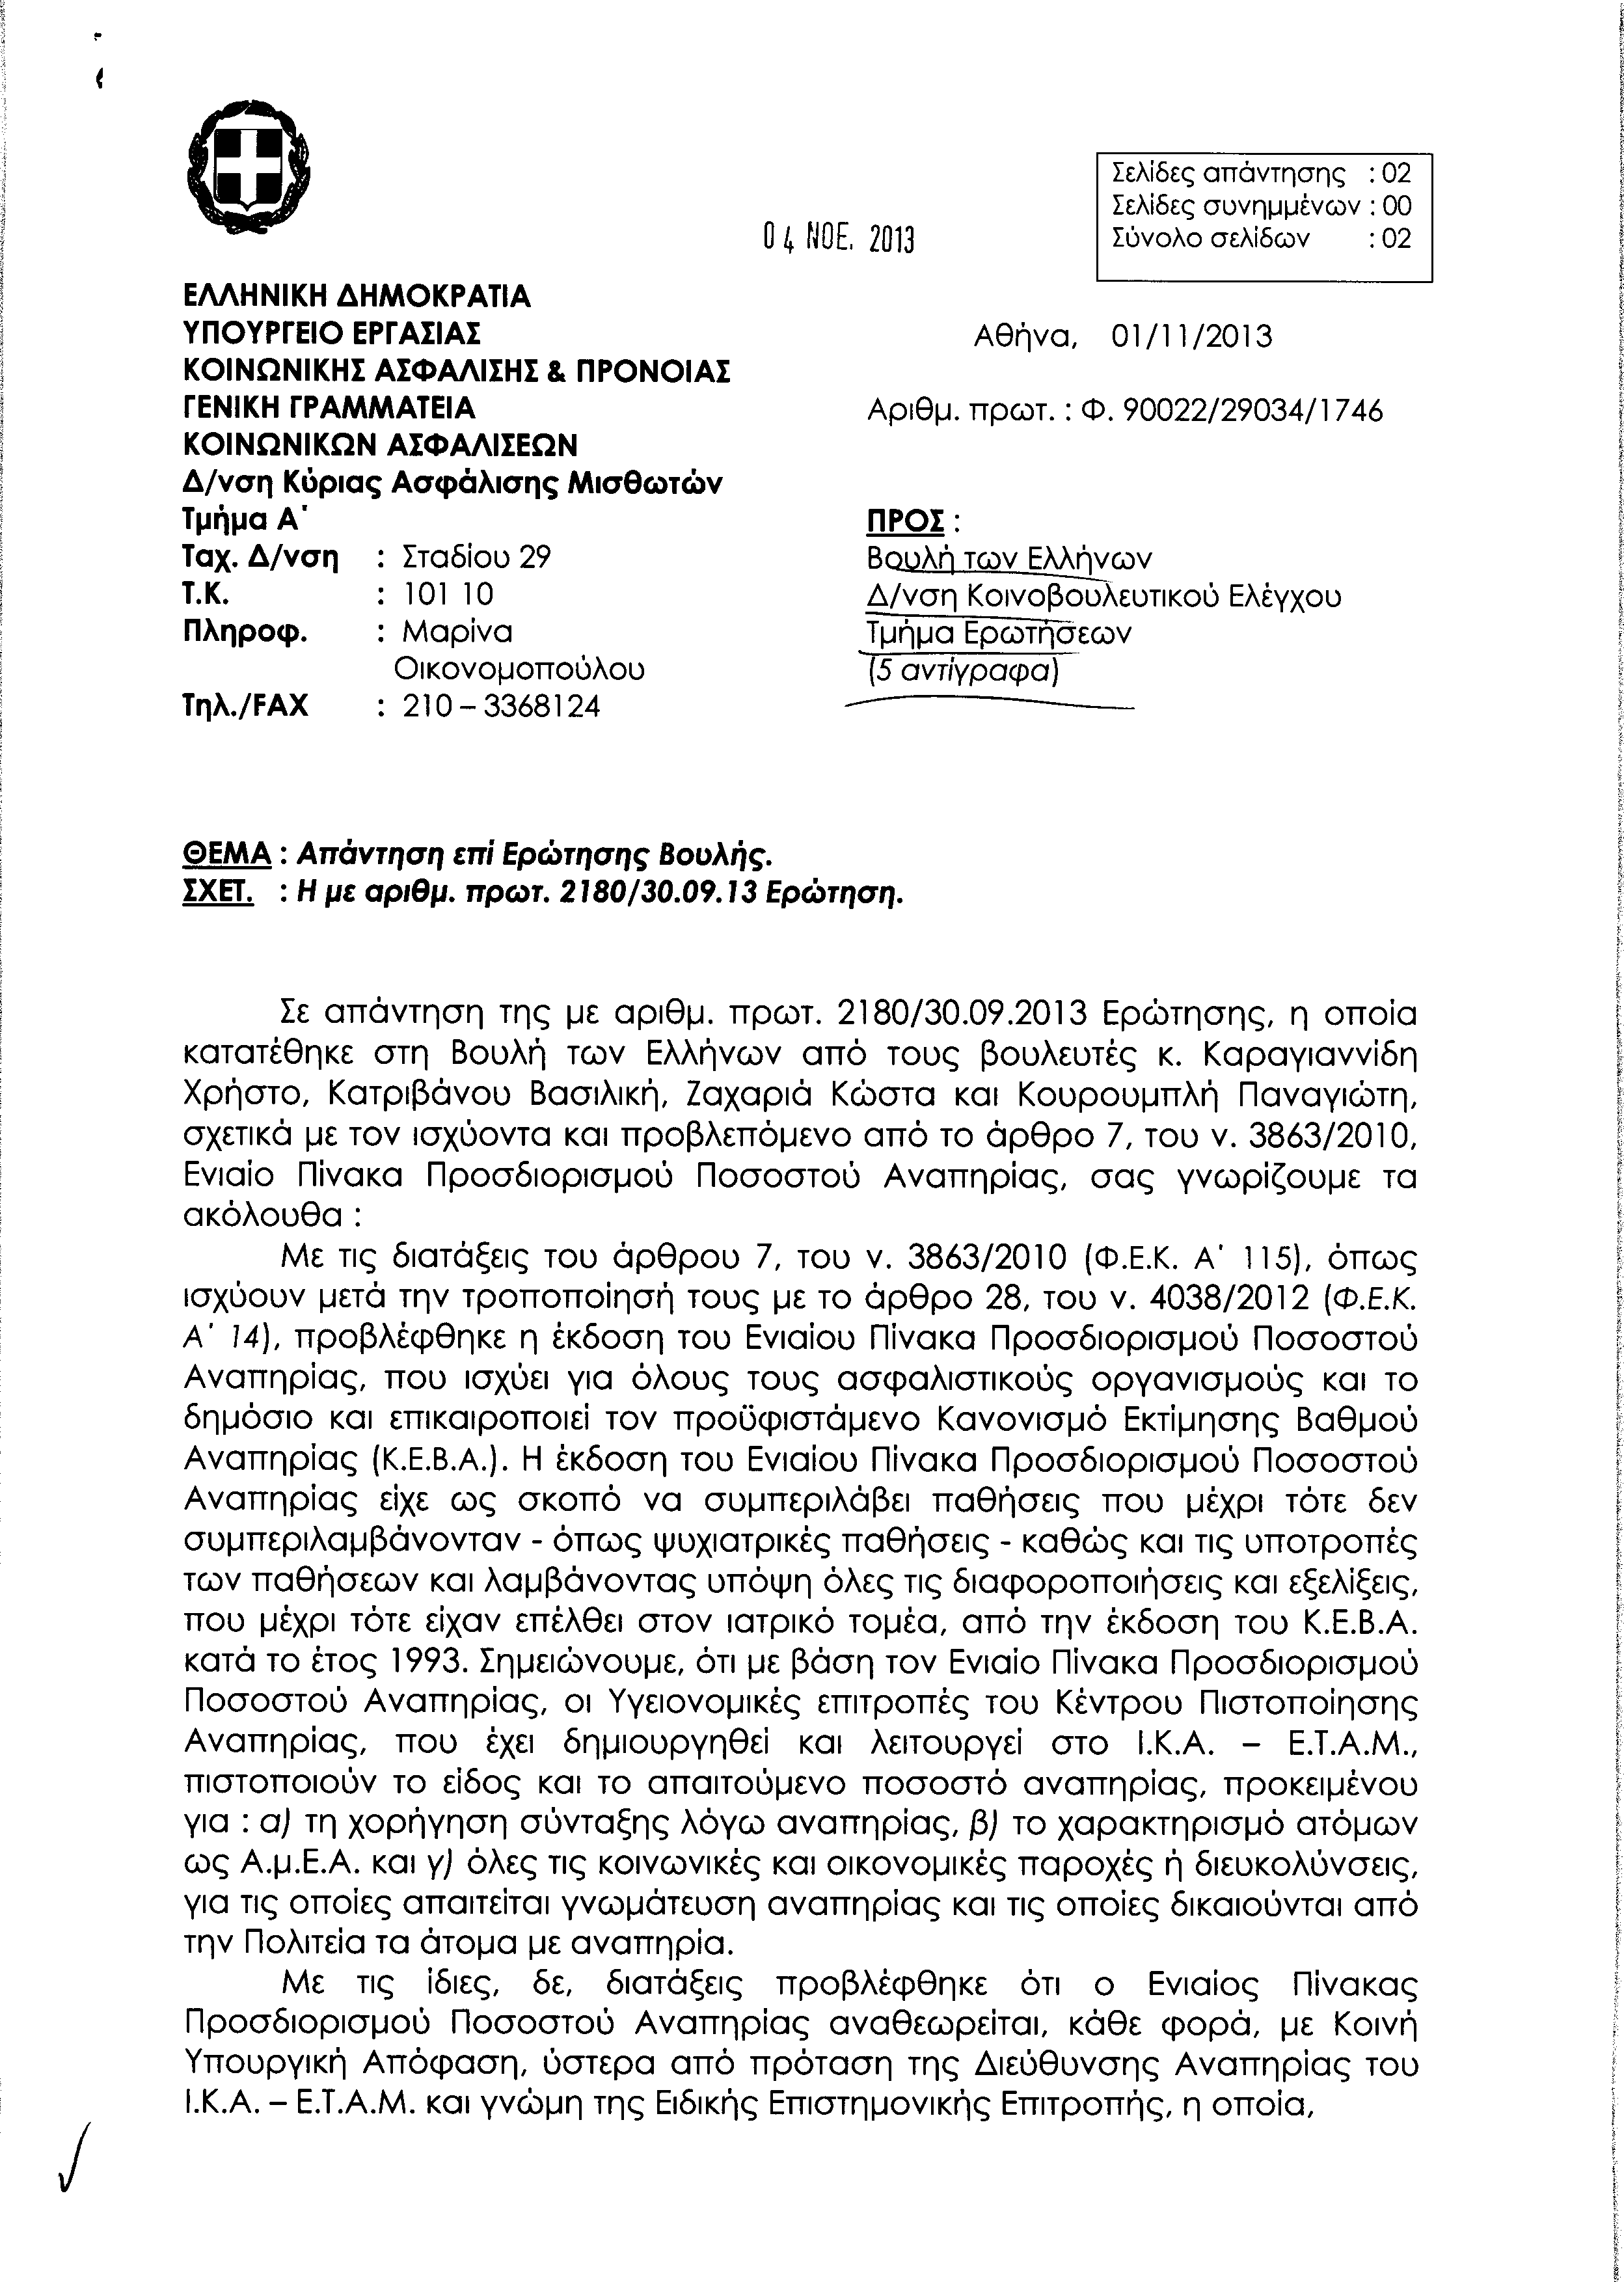 Σελίδες απάντησης : 02
Σελίδες συνημμένων : 00
Σύνολο σελίδων : 02
04 ΝΟΕ. 2013
ΕΛΛΗΝΙΚΗ ΔΗΜΟΚΡΑΤΙΑ
ΥΠΟΥΡΓΕΙΟ ΕΡΓΑΣΙΑΣ
ΚΟΙΝΩΝΙΚΗΣ ΑΣΦΑΛΙΣΗΣ & ΠΡΟΝΟΙΑΣ
ΓΕΝΙΚΗ ΓΡΑΜΜΑΤΕΙΑ
ΚΟΙΝΩΝΙΚΩΝ ΑΣΦΑΛΙΣΕΩΝ
Δ/νση Κύριας Ασφάλισης Μισθωτών
Τμήμα Α'
Ταχ. Δ/νση : Σταδίου 29
Τ.Κ. : 101 10
Πληροφ. : Μαρίνα
Οικονομοπούλου
Τηλ./FAX : 210 – 3368124
Αθήνα, 01/11/2013
Αριθμ. πρωτ. : Φ. 90022/29034/1746
ΠΡΟΣ :
Βουλή των Ελλήνων
Δ/νση Κοινοβουλευτικού Ελέγχου
Τμήμα Ερωτήσεων
(5 αντίγραφα)
ΘΕΜΑ : Απάντηση επί Ερώτησης Βουλής.
ΣΧΕΤ. : Η με αριθμ. πρωτ. 2180/30.09.13 Ερώτηση.
Σε απάντηση της με αριθμ. πρωτ. 2180/30.09.2013 Ερώτησης, η οποία
κατατέθηκε στη Βουλή των Ελλήνων από τους βουλευτές κ. Καραγιαννίδη
Χρήστο, Κατριβάνου Βασιλική, Ζαχαριά Κώστα και Κουρουμπλή Παναγιώτη,
σχετικά με τον ισχύοντα και προβλεπόμενο από το άρθρο 7, του ν. 3863/2010,
Ενιαίο Πίνακα Προσδιορισμού Ποσοστού Αναπηρίας, σας γνωρίζουμε τα
ακόλουθα :
Με τις διατάξεις του άρθρου 7, του ν. 3863/2010 (Φ.Ε.Κ. Α' 115), όπως
ισχύουν μετά την τροποποίησή τους με το άρθρο 28, του ν. 4038/2012 (Φ.Ε.Κ.
Α' 14), προβλέφθηκε η έκδοση του Ενιαίου Πίνακα Προσδιορισμού Ποσοστού
Αναπηρίας, που ισχύει για όλους τους ασφαλιστικούς οργανισμούς και το
δημόσιο και επικαιροποιεί τον προϋφιστάμενο Κανονισμό Εκτίμησης Βαθμού
Αναπηρίας (Κ.Ε.Β.Α.). Η έκδοση του Ενιαίου Πίνακα Προσδιορισμού Ποσοστού
Αναπηρίας είχε ως σκοπό να συμπεριλάβει παθήσεις που μέχρι τότε δεν
συμπεριλαμβάνονταν - όπως ψυχιατρικές παθήσεις - καθώς και τις υποτροπές
των παθήσεων και λαμβάνοντας υπόψη όλες τις διαφοροποιήσεις και εξελίξεις,
που μέχρι τότε είχαν επέλθει στον ιατρικό τομέα, από την έκδοση του Κ.Ε.Β.Α.
κατά το έτος 1993. Σημειώνουμε, ότι με βάση τον Ενιαίο Πίνακα Προσδιορισμού
Ποσοστού Αναπηρίας, οι Υγειονομικές επιτροπές του Κέντρου Πιστοποίησης
Αναπηρίας, που έχει δημιουργηθεί και λειτουργεί στο Ι.Κ.Α. – Ε.Τ.Α.Μ.,
πιστοποιούν το είδος και το απαιτούμενο ποσοστό αναπηρίας, προκειμένου
για : α) τη χορήγηση σύνταξης λόγω αναπηρίας, β) το χαρακτηρισμό ατόμων
ως Α.μ.Ε.Α. και γ) όλες τις κοινωνικές και οικονομικές παροχές ή διευκολύνσεις,
για τις οποίες απαιτείται γνωμάτευση αναπηρίας και τις οποίες δικαιούνται από
την Πολιτεία τα άτομα με αναπηρία.
Με τις ίδιες, δε, διατάξεις προβλέφθηκε ότι ο Ενιαίος Πίνακας
Προσδιορισμού Ποσοστού Αναπηρίας αναθεωρείται, κάθε φορά, με Κοινή
Υπουργική Απόφαση, ύστερα από πρόταση της Διεύθυνσης Αναπηρίας του
Ι.Κ.Α. – Ε.Τ.Α.Μ. και γνώμη της Ειδικής Επιστημονικής Επιτροπής, η οποία,